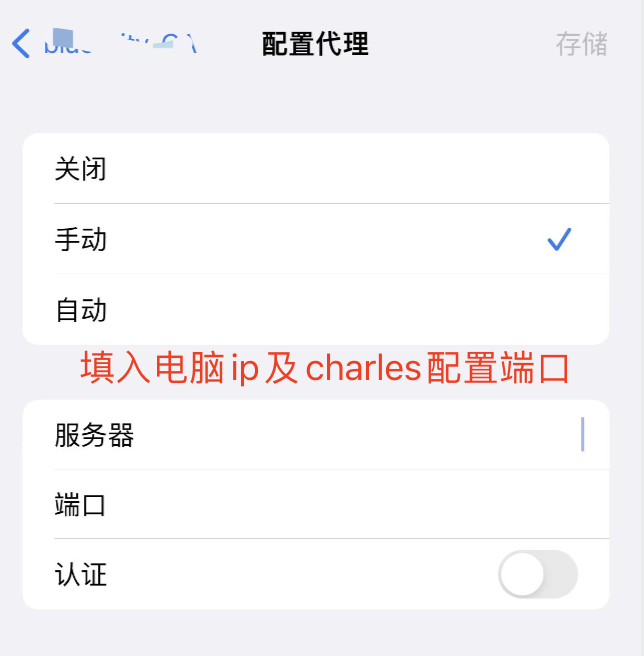 配置代理
存储
关闭
手动
自动
填入电脑ip及charles配置端口
服务器
端口
认证